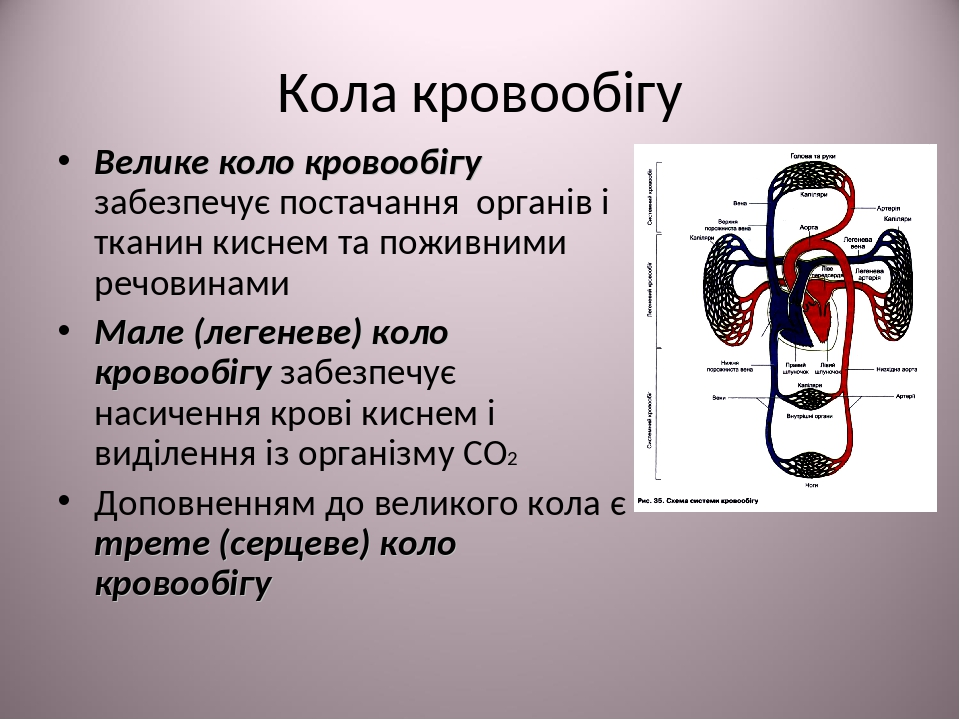 Кола кровообігу
• Велике коло кровообігу
забезпечує постачання органів і
тканин киснем та поживними
речовинами
• Мале (легеневе) коло
кровообігу забезпечує
насичення крові киснем і
виділення із організму СО2
• Доповненням до великого кола є
трете (серцеве) коло
кровообігу
Голова та руки
Капіляри
Вена
Артерія
Верхня
порожниста вена
Капіляри
Аорта
Капіляри
Легенева
вена
Ліве
передсердя
Легенева
артерія
Системний кровообіг
Легеневий кровообіг
Системний кровообіг
Нижня
порожниста вена
Правий
шлуночок
Лівий
шлуночок
Низхідна аорта
Капіляри
Вени
Артерії
Внутрішні органи
Ноги
Рис. 35. Схема системи кровообігу